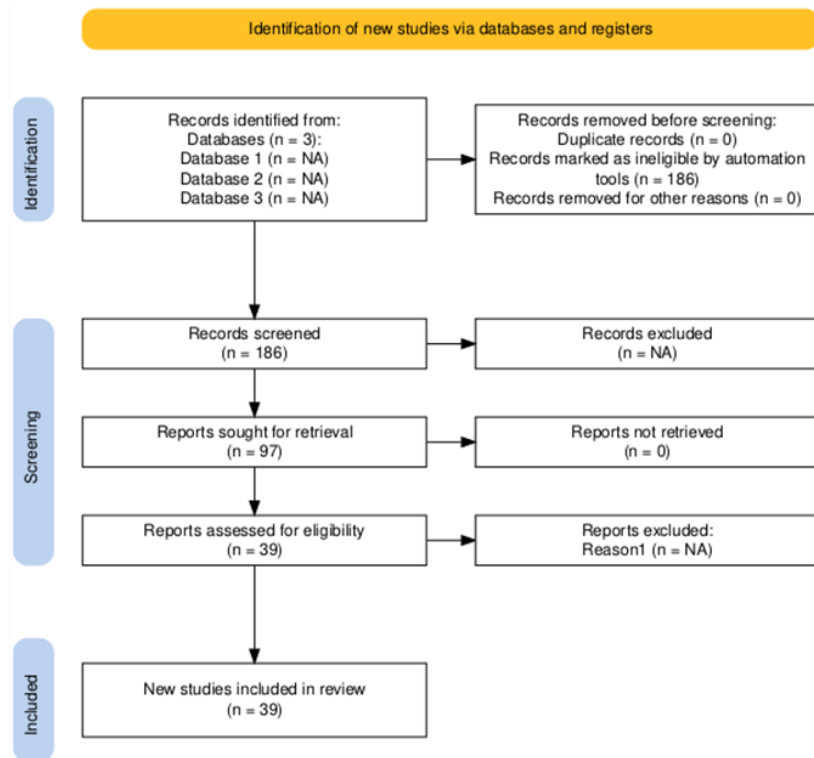 Identification of new studies via databases and registers
Identification
Records identified from:
Databases (n = 3):
Database 1 (n = NA)
Database 2 (n = NA)
Database 3 (n = NA)
Records removed before screening:
Duplicate records (n = 0)
Records marked as ineligible by automation
tools (n = 186)
Records removed for other reasons (n = 0)
Screening
Records screened
(n = 186)
Records excluded
(n = NA)
Reports sought for retrieval
(n = 97)
Reports not retrieved
(n = 0)
Reports assessed for eligibility
(n = 39)
Reports excluded:
Reason1 (n = NA)
Included
New studies included in review
(n = 39)